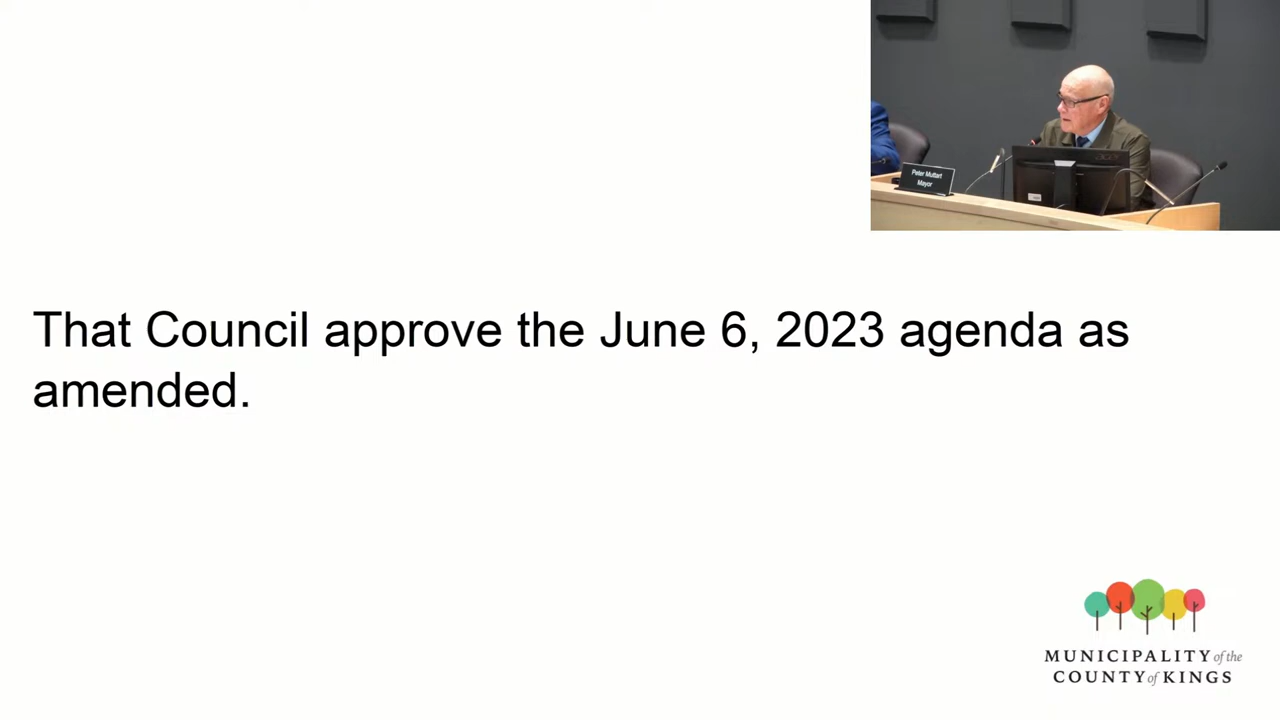 Peter Muttart
Mayor
acer
That Council approve the June 6, 2023 agenda as
amended.
MUNICIPALITY of the
COUNTY of KINGS